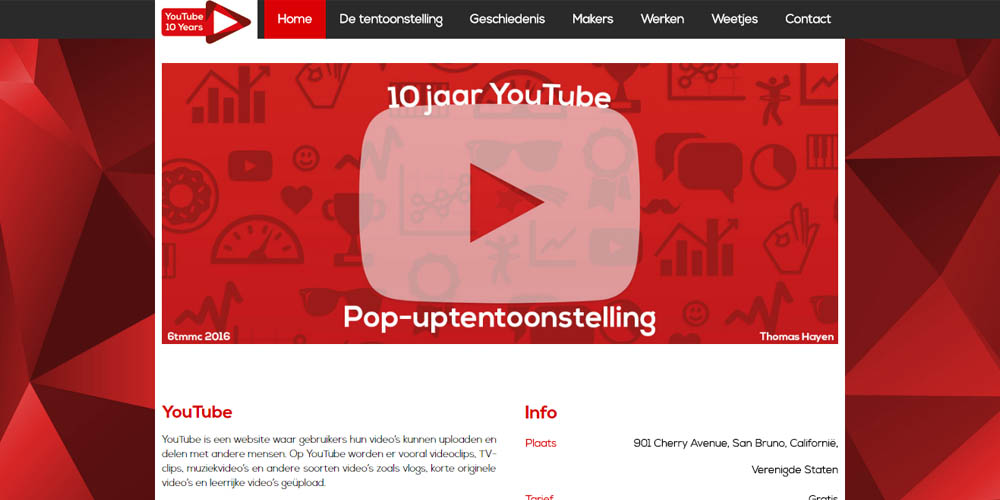 YouTube
10 Years
Home
De tentoonstelling
Geschiedenis
Makers
Werken
Weetjes
Contact
10 jaar YouTube
Pop-uptentoonstelling
6tmmc 2016
Thomas Hayen
YouTube
YouTube is een website waar gebruikers hun video's kunnen uploaden en
delen met andere mensen. Op YouTube worden er vooral videoclips, TV-
clips, muziekvideo's en andere soorten video's zoals vlogs, korte originele
video's en leerrijke video's geüpload.
Info
Plaats
901 Cherry Avenue, San Bruno, Californië,
Verenigde Staten
Tarief
Gratis